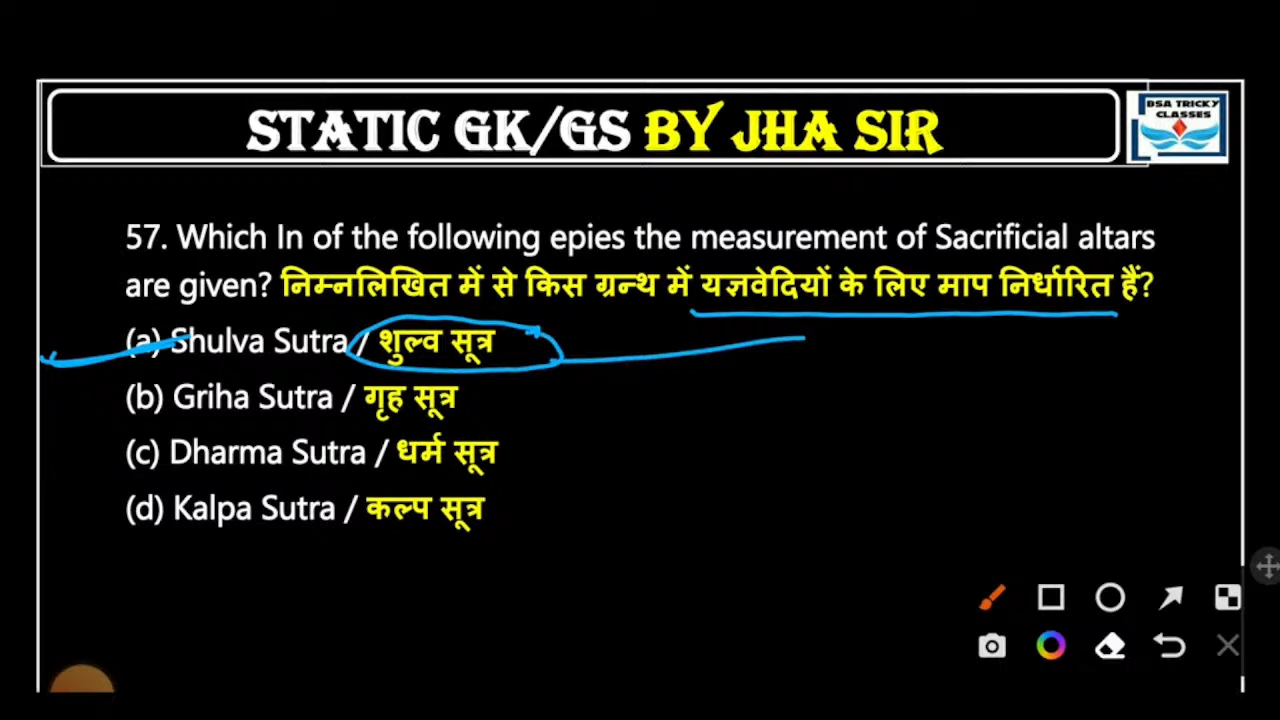 STATIC GK/GS BY JHA SIR
BSA TRICKY
CLASSES
57. Which In of the following epies the measurement of Sacrificial altars
are given? निम्नलिखित में से किस ग्रन्थ में यज्ञवेदियों के लिए माप निर्धारित हैं?
(a) Shulva Sutra / शुल्व सूत्र
(b) Griha Sutra / गृह सूत्र
(c) Dharma Sutra / धर्म सूत्र
(d) Kalpa Sutra / कल्प सूत्र